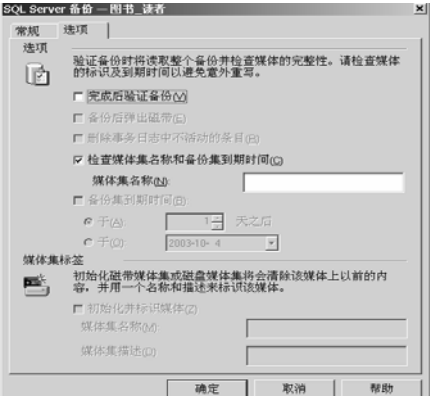 SQL Server 备份 — 图书_读者
常规 选项
选项
验证备份时将读取整个备份并检查媒体的完整性。请检查媒体
的标识及到期时间以避免意外重写。
完成后验证备份(V)
备份后弹出磁带(E)
删除事务日志中不活动的条目(R)
检查媒体集名称和备份集到期时间(C)
媒体集名称(N):
备份集到期时间(B):
于(A) 1 天之后
于(O): 2003-10- 4
媒体集标签
初始化磁带媒体集或磁盘媒体集将会清除该媒体上以前的内
容，并用一个名称和描述来标识该媒体。
初始化并标识媒体(Z)
媒体集名称(M)
媒体集描述(D)
确定 取消 帮助